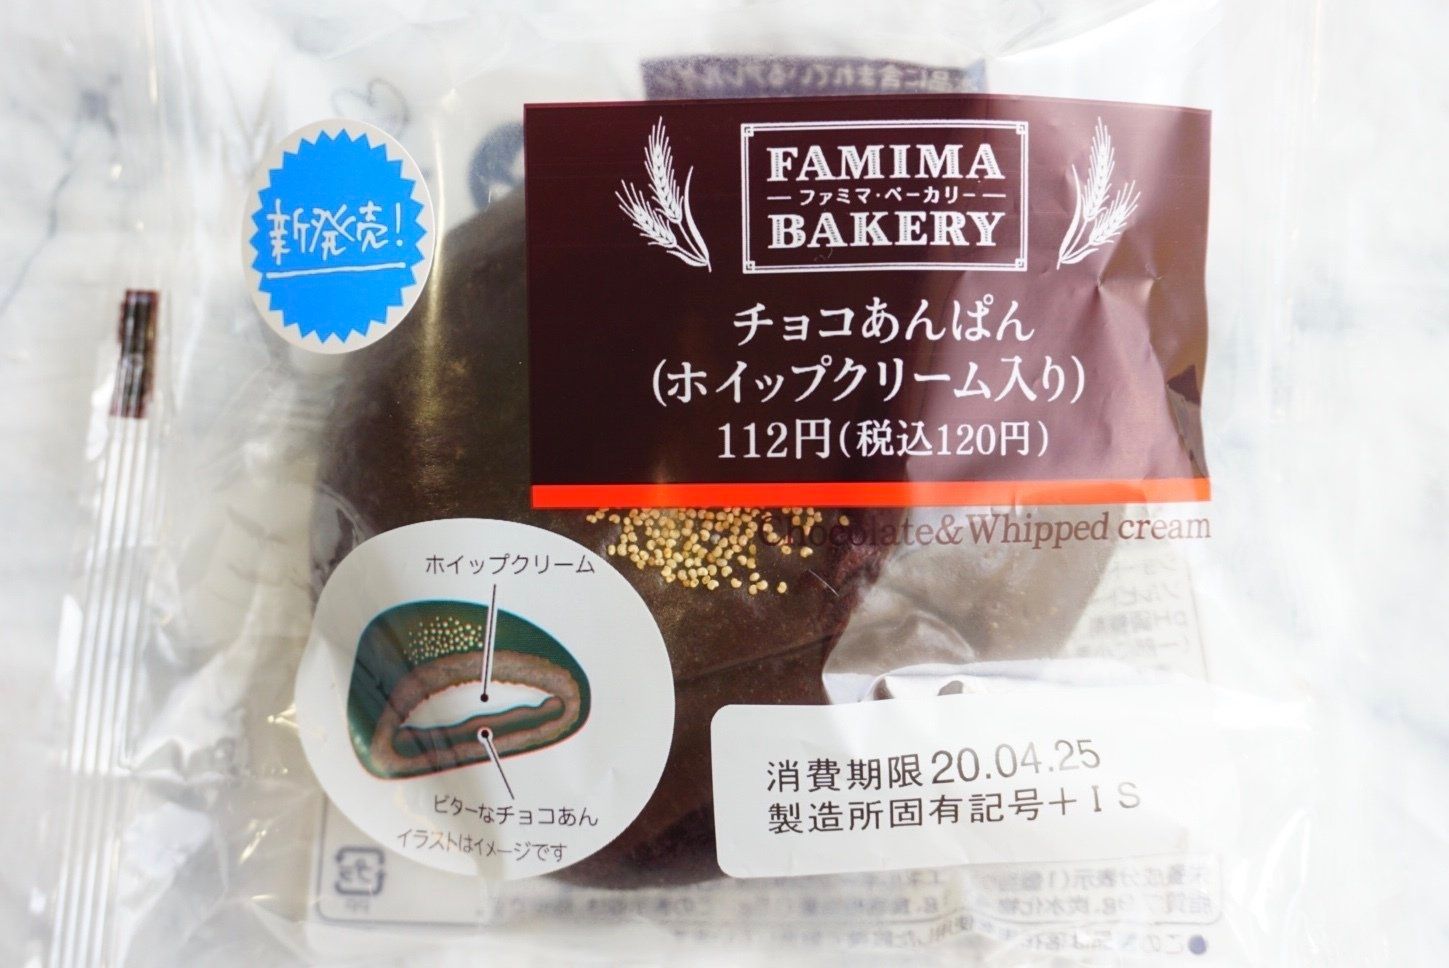 新発売!
FAMIMA
ファミマ・ベーカリー
BAKERY
チョコあんぱん
(ホイップクリーム入り)
112円(税込120円)
Chocolate&Whipped cream
ホイップクリーム
ビターなチョコあん
イラストはイメージです
消費期限20.04.25
製造所固有記号+IS